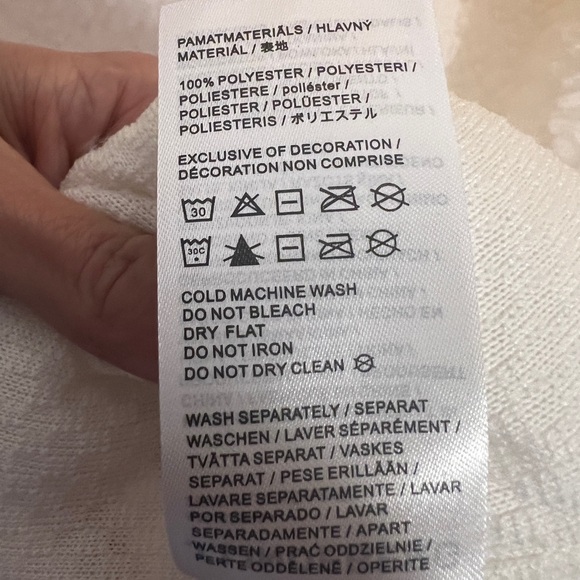 PAMATMATERIĀLS / HLAVNÝ
MATERIÁL / 表地
100% POLYESTER / POLYESTERI /
POLIESTERE / poliéster /
POLIESTER / POLÜESTER /
POLIESTERIS / ポリエステル
EXCLUSIVE OF DECORATION /
DÉCORATION NON COMPRISE
30
30C
COLD MACHINE WASH
DO NOT BLEACH
DRY FLAT
DO NOT IRON
DO NOT DRY CLEAN
WASH SEPARATELY / SEPARAT
WASCHEN / LAVER SÉPARÉMENT /
TVÄTTA SEPARAT / VASKES
SEPARAT / PESE ERILLÄÄN /
LAVARE SEPARATAMENTE / LAVAR
POR SEPARADO / LAVAR
SEPARADAMENTE / APART
WASSEN / PRAĆ ODDZIELNIE /
PERTE ODDĚLENĚ / OPERITE